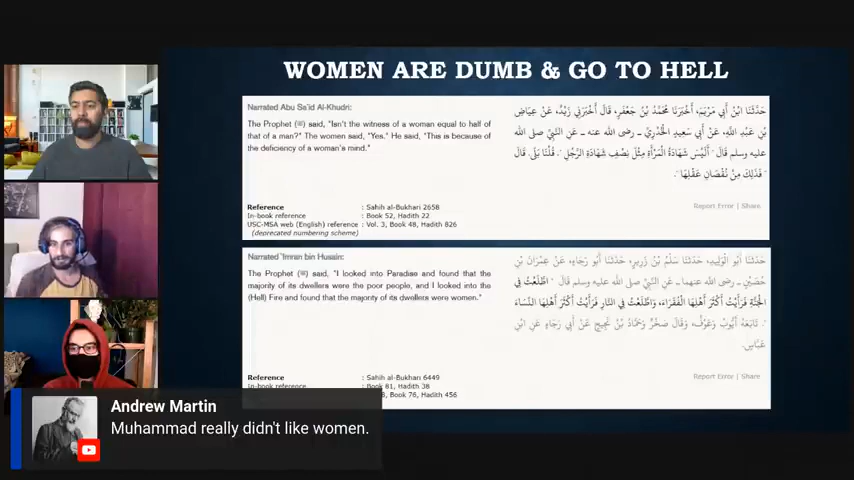 WOMEN ARE DUMB & GO TO HELL
Narrated Abu Sa'id Al-Khudri:
The Prophet (ﷺ) said, "Isn't the witness of a woman equal to half of
that of a man?" The women said, "Yes." He said, "This is because of
the deficiency of a woman's mind."
حَدَّثَنَا ابْنُ أَبِي مَرْيَمَ، أَخْبَرَنَا مُحَمَّدُ بْنُ جَعْفَرٍ، قَالَ أَخْبَرَنِي زَيْدٌ، عَنْ عِيَاضِ
بْنِ عَبْدِ اللَّهِ، عَنْ أَبِي سَعِيدٍ الْخُدْرِيِّ ـ رضى الله عنه ـ عَنِ النَّبِيِّ صلى الله
عليه وسلم قَالَ " أَلَيْسَ شَهَادَةُ الْمَرْأَةِ مِثْلَ نِصْفِ شَهَادَةِ الرَّجُلِ ". قُلْنَا بَلَى. قَالَ
" فَذَلِكَ مِنْ نُقْصَانِ عَقْلِهَا ".
Reference : Sahih al-Bukhari 2658
In-book reference : Book 52, Hadith 22
USC-MSA web (English) reference : Vol. 3, Book 48, Hadith 826
(deprecated numbering scheme)
Report Error | Share
Narrated `Imran bin Husain:
The Prophet (ﷺ) said, "I looked into Paradise and found that the
majority of its dwellers were the poor people, and I looked into the
(Hell) Fire and found that the majority of its dwellers were women."
حَدَّثَنَا أَبُو الْوَلِيدِ، حَدَّثَنَا سَلْمُ بْنُ زَرِيرٍ، حَدَّثَنَا أَبُو رَجَاءٍ، عَنْ عِمْرَانَ بْنِ
حُصَيْنٍ ـ رضى الله عنهما ـ عَنِ النَّبِيِّ صلى الله عليه وسلم قَالَ " اطَّلَعْتُ فِي
الْجَنَّةِ فَرَأَيْتُ أَكْثَرَ أَهْلِهَا الْفُقَرَاءَ، وَاطَّلَعْتُ فِي النَّارِ فَرَأَيْتُ أَكْثَرَ أَهْلِهَا النِّسَاءَ
". تَابَعَهُ أَيُّوبُ وَعَوْفٌ، وَقَالَ صَخْرٌ وَحَمَّادُ بْنُ نَجِيحٍ عَنْ أَبِي رَجَاءٍ عَنِ ابْنِ
عَبَّاسٍ.
Reference : Sahih al-Bukhari 6449
In-book reference : Book 81, Hadith 38
8, Book 76, Hadith 456
Report Error | Share
Andrew Martin
Muhammad really didn't like women.